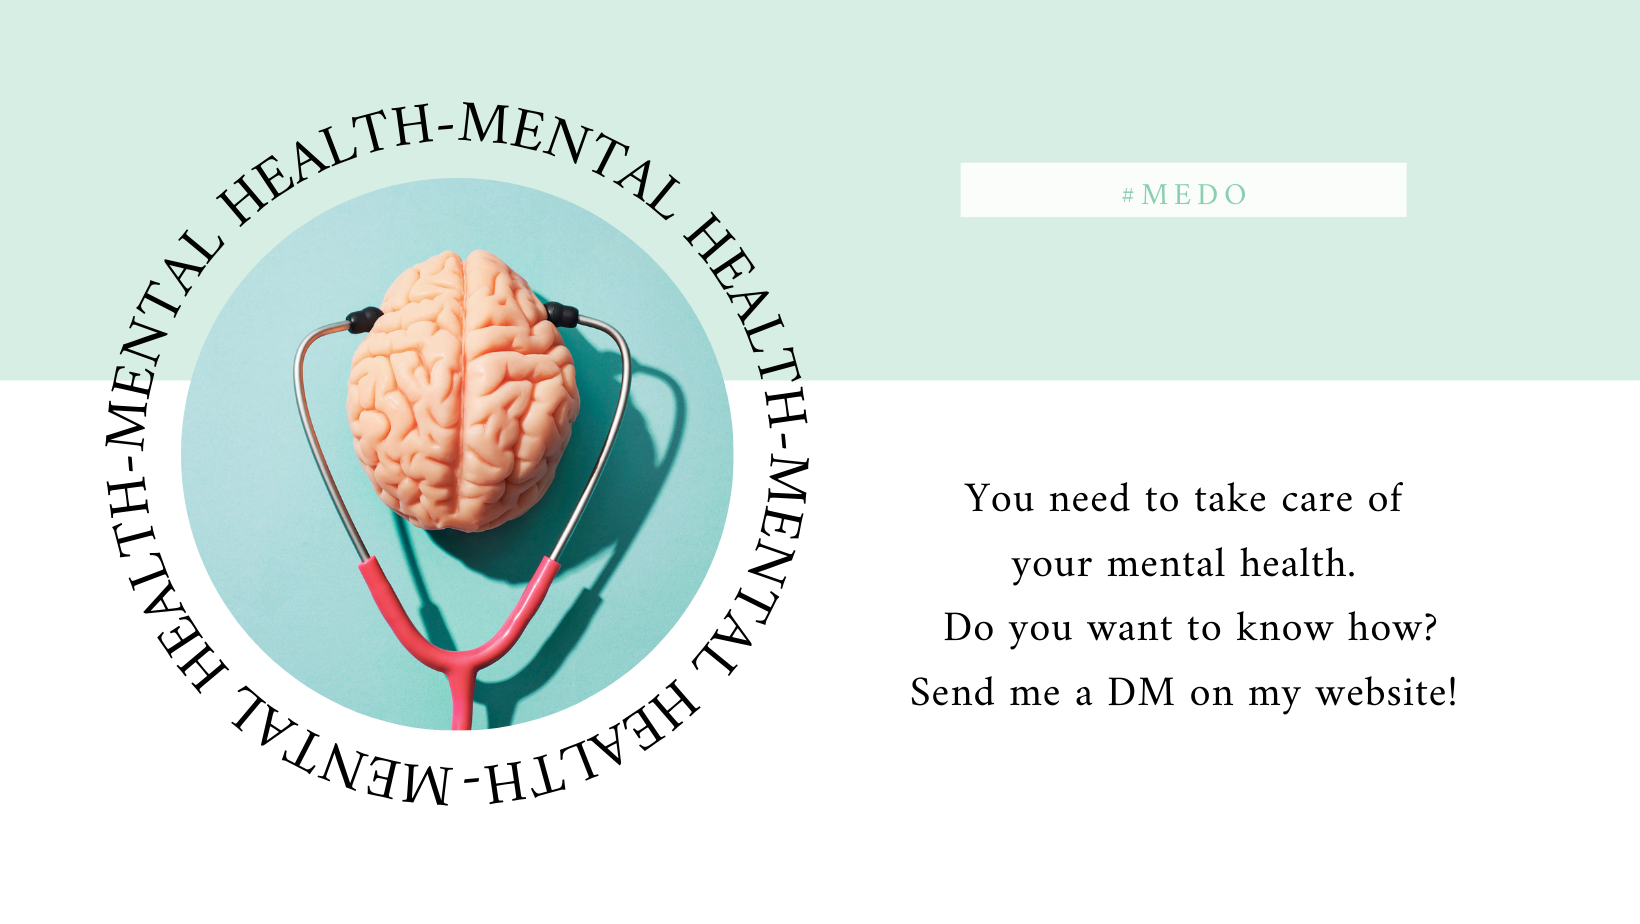 MENTAL HEALTH-MENTAL HEALTH-MENTAL HEALTH-MENTAL HEALTH-
#MEDO
You need to take care of
your mental health.
Do you want to know how?
Send me a DM on my website!